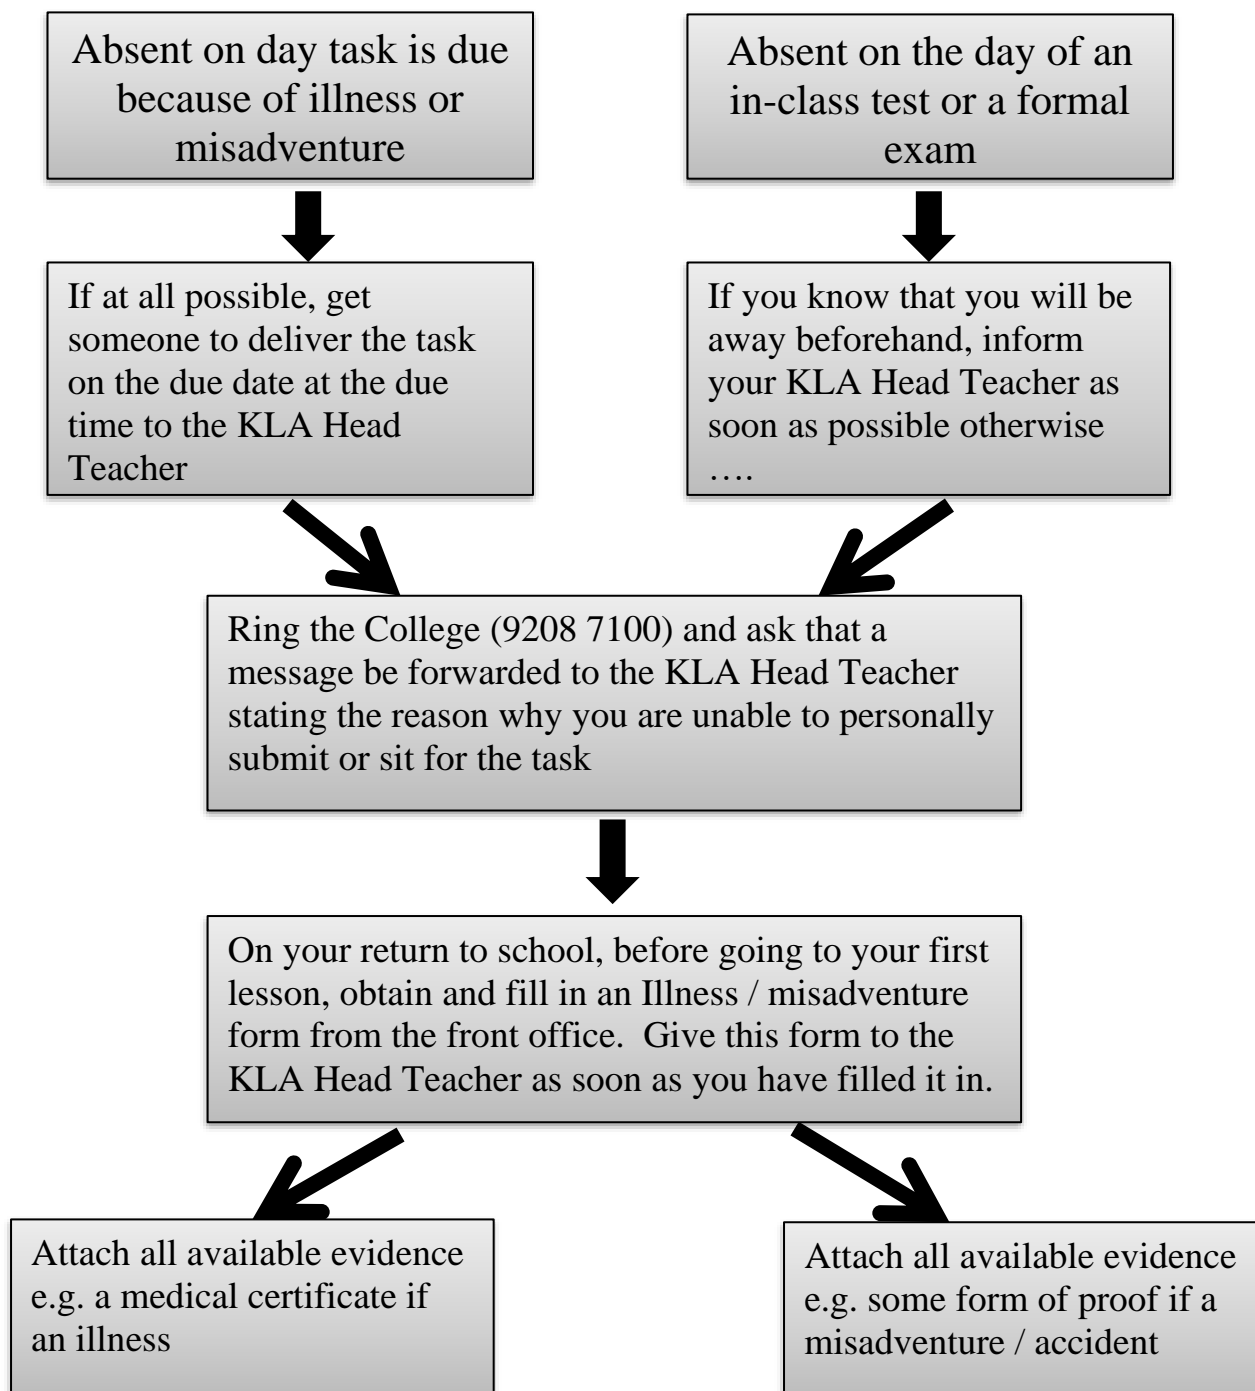 Absent on day task is due
because of illness or
misadventure
Absent on the day of an
in-class test or a formal
exam
If at all possible, get
someone to deliver the task
on the due date at the due
time to the KLA Head
Teacher
If you know that you will be
away beforehand, inform
your KLA Head Teacher as
soon as possible otherwise
….
Ring the College (9208 7100) and ask that a
message be forwarded to the KLA Head Teacher
stating the reason why you are unable to personally
submit or sit for the task
On your return to school, before going to your first
lesson, obtain and fill in an Illness / misadventure
form from the front office.  Give this form to the
KLA Head Teacher as soon as you have filled it in.
Attach all available evidence
e.g. a medical certificate if
an illness
Attach all available evidence
e.g. some form of proof if a
misadventure / accident